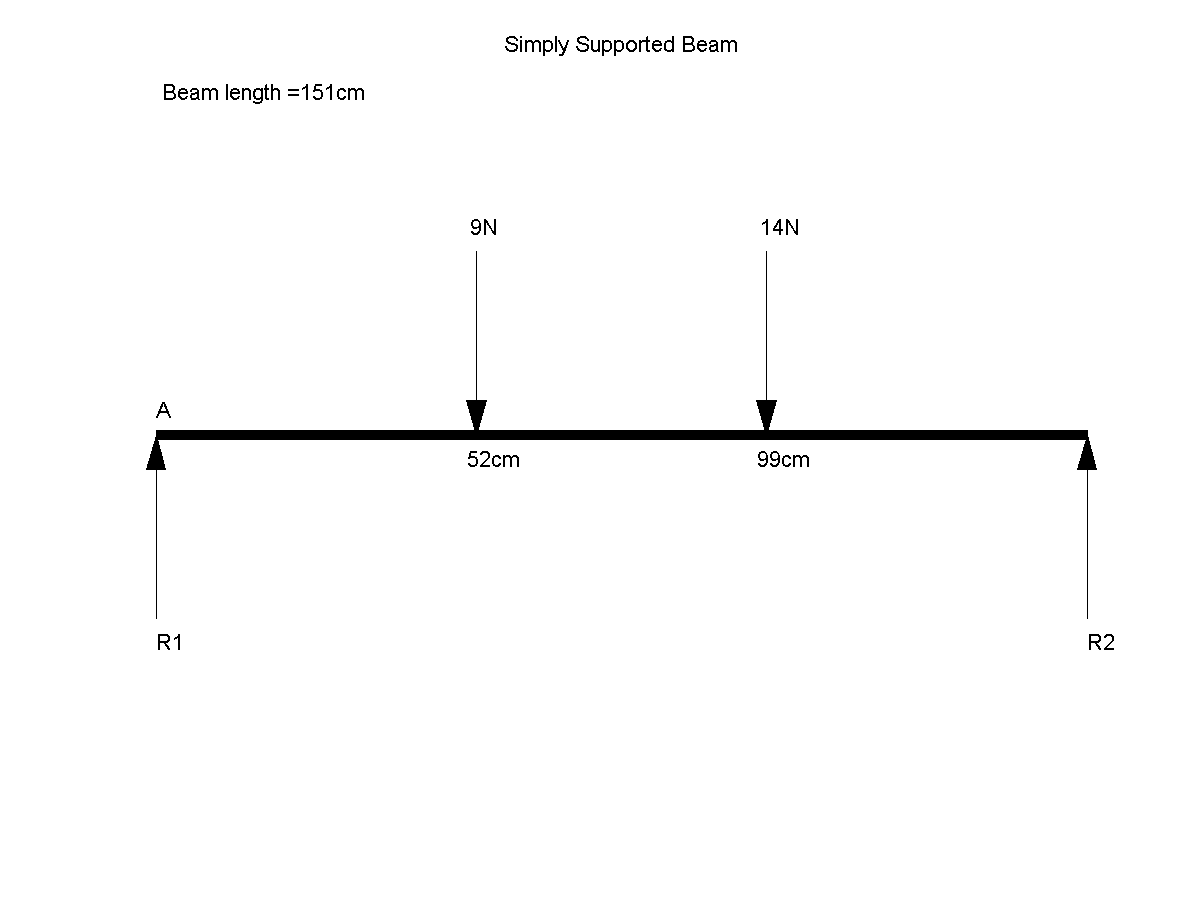 Simply Supported Beam
Beam length =151cm
9N 14N
A
52cm 99cm
R1 R2